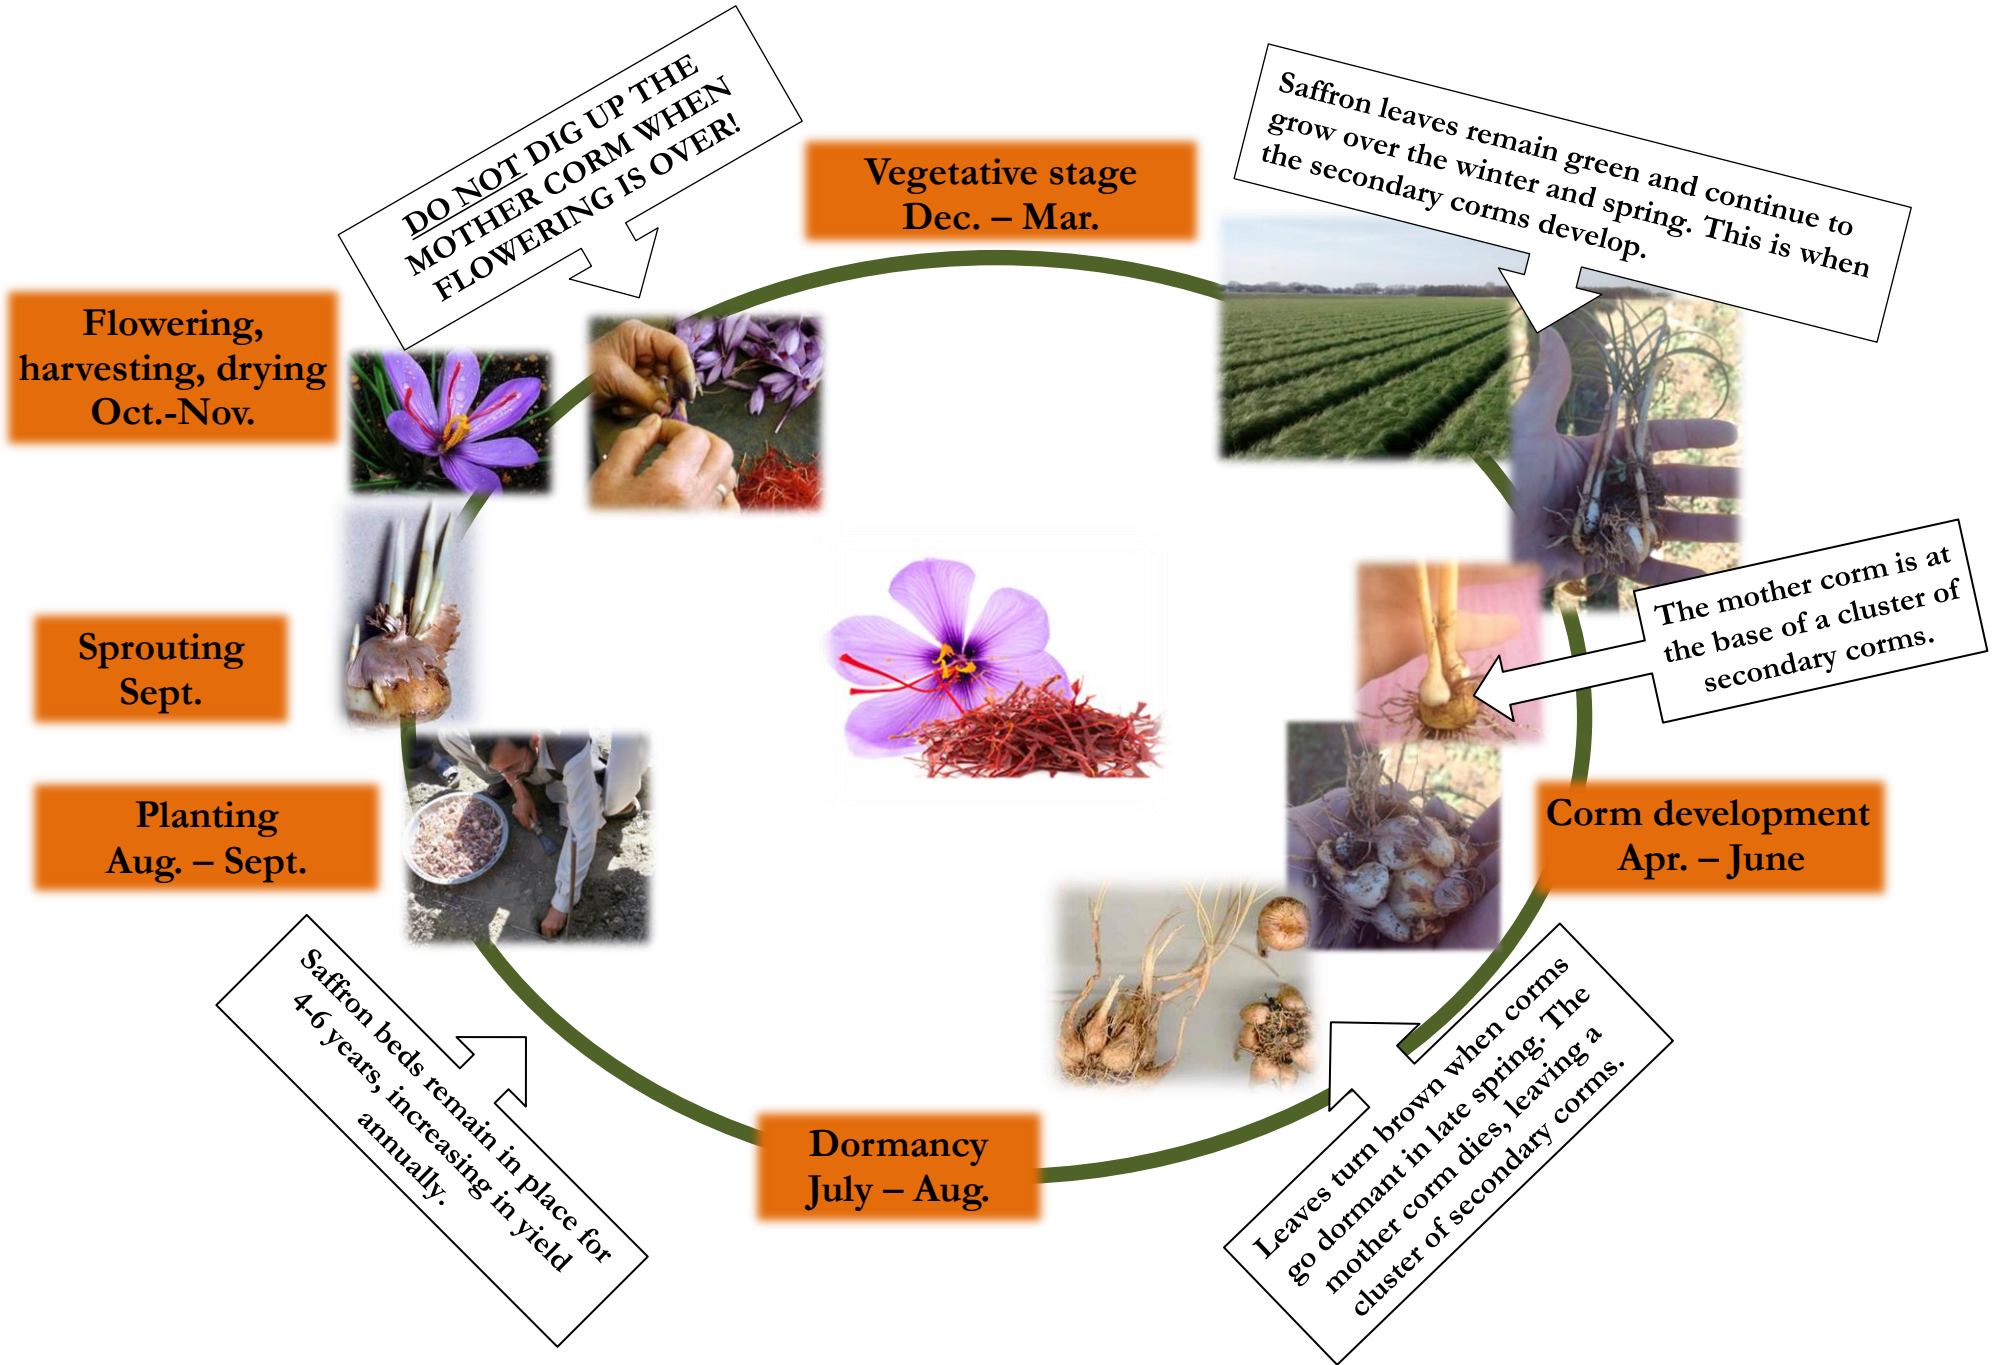 DO NOT DIG UP THE
MOTHER CORM WHEN
FLOWERING IS OVER!
Saffron leaves remain green and continue to
grow over the winter and spring. This is when
the secondary corms develop.
Vegetative stage
Dec. – Mar.
Flowering,
harvesting, drying
Oct.-Nov.
The mother corm is at
the base of a cluster of
secondary corms.
Sprouting
Sept.
Planting
Aug. – Sept.
Corm development
Apr. – June
Saffron beds remain in place for
4-6 years, increasing in yield
annually.
Leaves turn brown when corms
go dormant in late spring. The
mother corm dies, leaving a
cluster of secondary corms.
Dormancy
July – Aug.